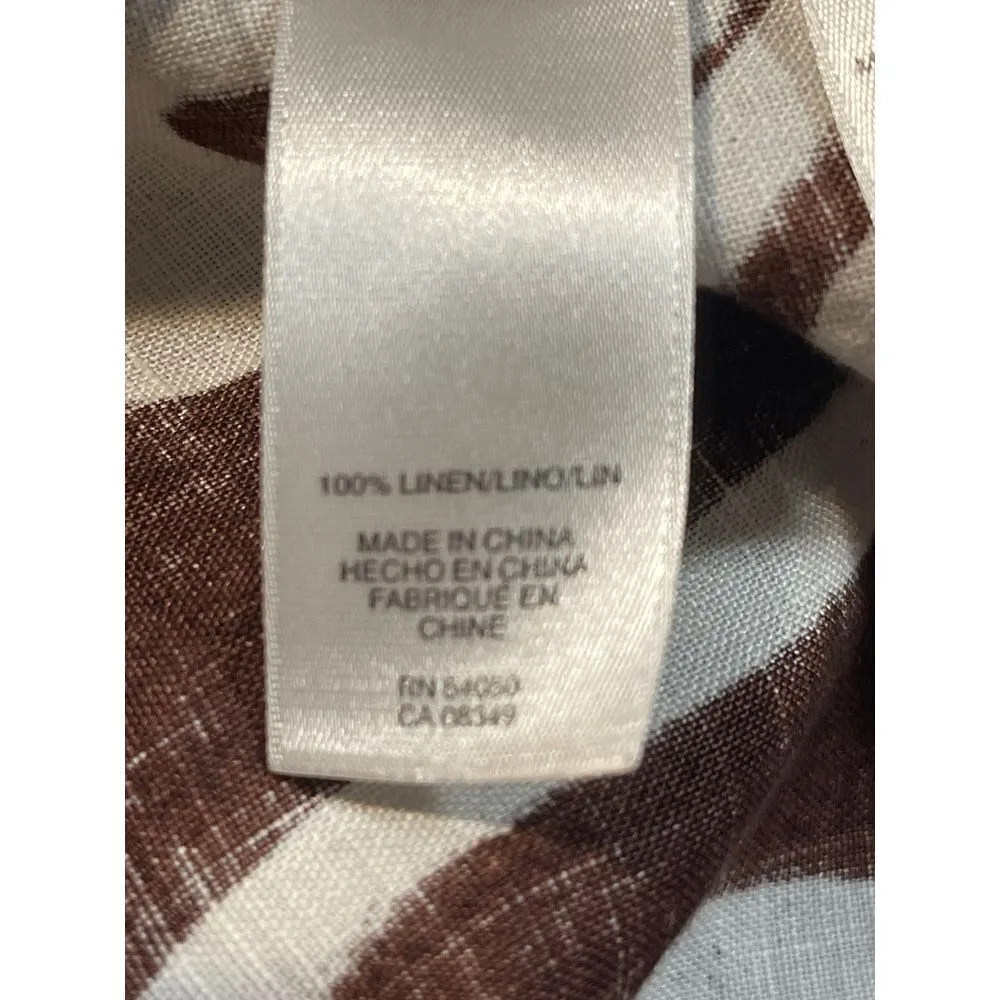 100% LINEN/LINO/LIN
MADE IN CHINA
HECHO EN CHINA
FABRIQUÉ EN
CHINE
RN 54050
CA 08349